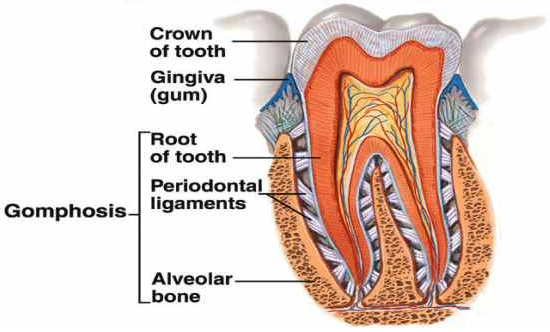 Crown
of tooth
Gingiva
(gum)
Root
of tooth
Periodontal
ligaments
Gomphosis
Alveolar
bone